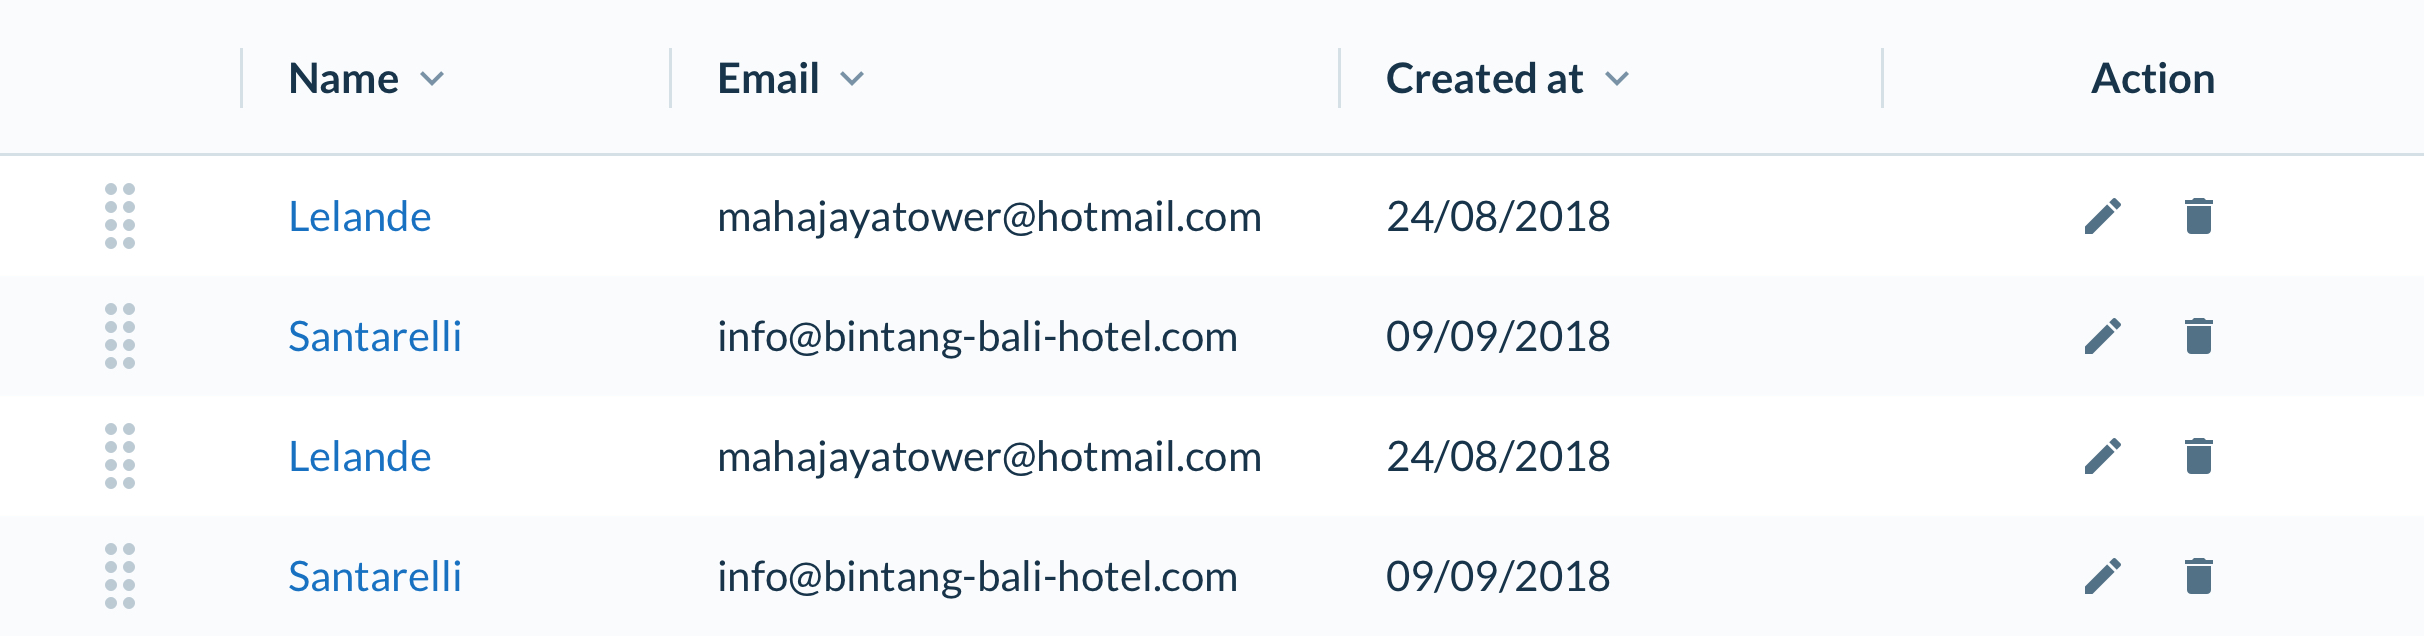 Name Email Created at Action
Lelande mahajayatower@hotmail.com 24/08/2018
Santarelli info@bintang-bali-hotel.com 09/09/2018
Lelande mahajayatower@hotmail.com 24/08/2018
Santarelli info@bintang-bali-hotel.com 09/09/2018